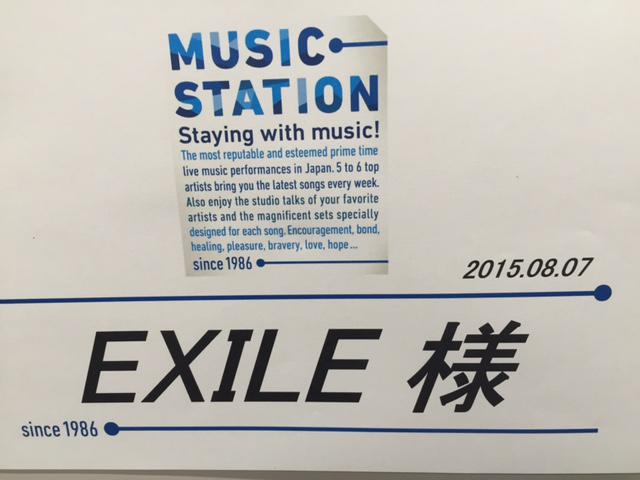 MUSIC
STATION
Staying with music!
The most reputable and esteemed prime time
live music performances in Japan. 5 to 6 top
artists bring you the latest songs every week.
Also enjoy the studio talks of your favorite
artists and the magnificent sets specially
designed for each song. Encouragement, bond,
healing, pleasure, bravery, love, hope ...
since 1986
2015.08.07
EXILE 様
since 1986